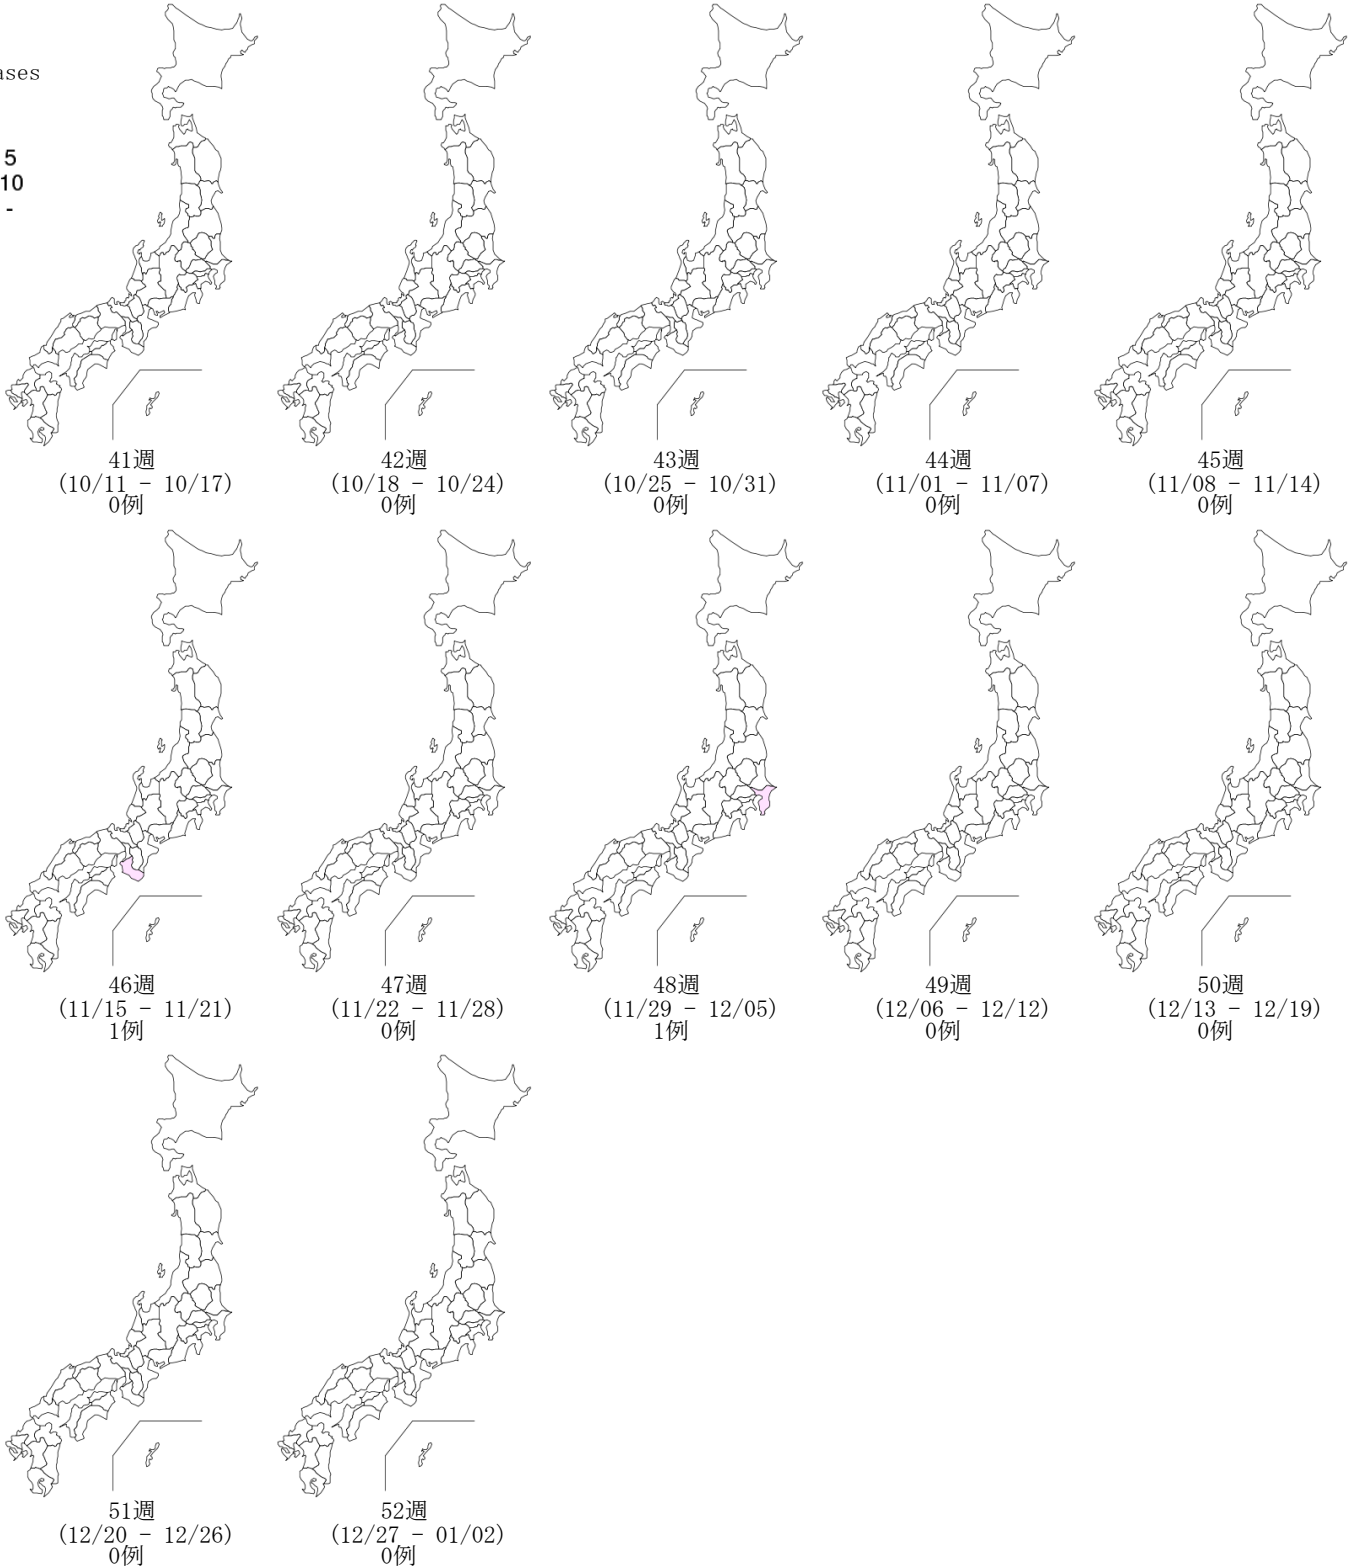 ases
5
10
-
41週
(10/11 - 10/17)
0例
42週
(10/18 - 10/24)
0例
43週
(10/25 - 10/31)
0例
44週
(11/01 - 11/07)
0例
45週
(11/08 - 11/14)
0例
46週
(11/15 - 11/21)
1例
47週
(11/22 - 11/28)
0例
48週
(11/29 - 12/05)
1例
49週
(12/06 - 12/12)
0例
50週
(12/13 - 12/19)
0例
51週
(12/20 - 12/26)
0例
52週
(12/27 - 01/02)
0例